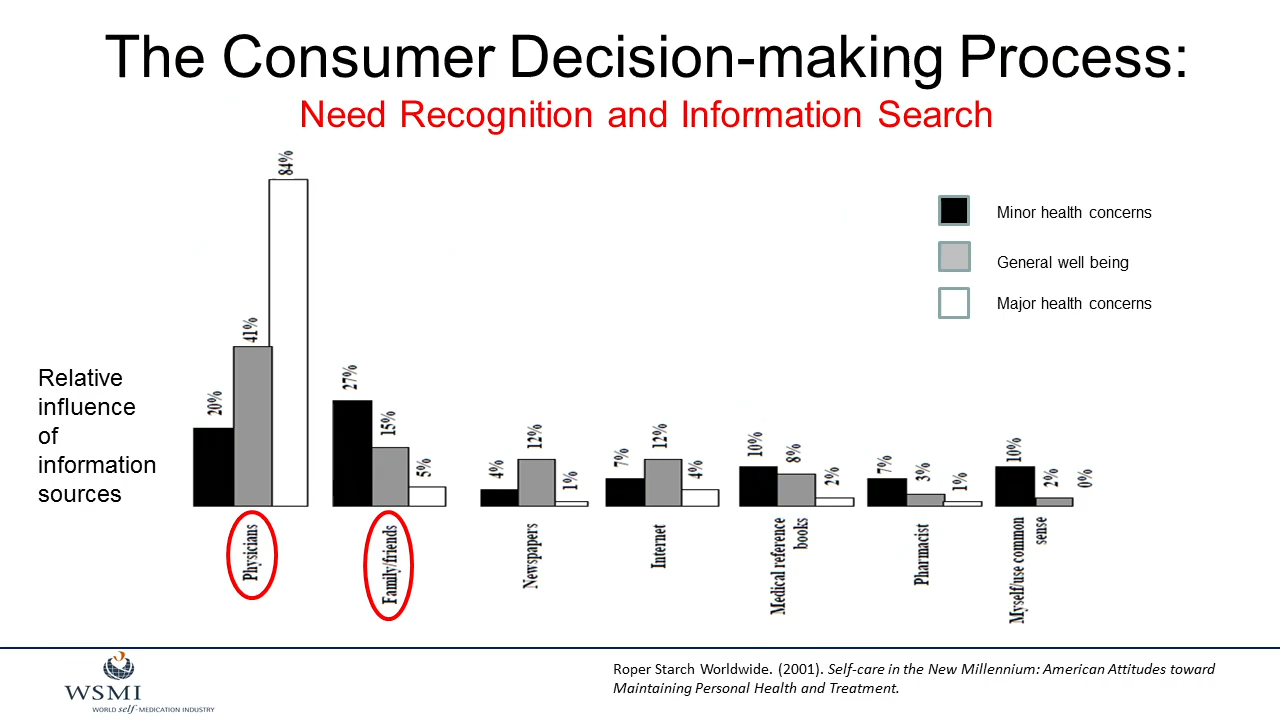 The Consumer Decision-making Process:
Need Recognition and Information Search
84%
41%
20%
27%
15%
5%
4%
12%
1%
7%
12%
4%
10%
8%
2%
7%
3%
1%
10%
2%
0%
Minor health concerns
General well being
Major health concerns
Relative
influence
of
information
sources
Physicians
Family/friends
Newspapers
Internet
Medical reference
books
Pharmacist
Myself/use common
sense
WSMI
WORLD self-MEDICATION INDUSTRY
Roper Starch Worldwide. (2001). Self-care in the New Millennium: American Attitudes toward
Maintaining Personal Health and Treatment.